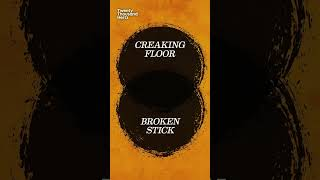 Twenty
Thousand
Hertz
CREAKING
FLOOR
BROKEN
STICK